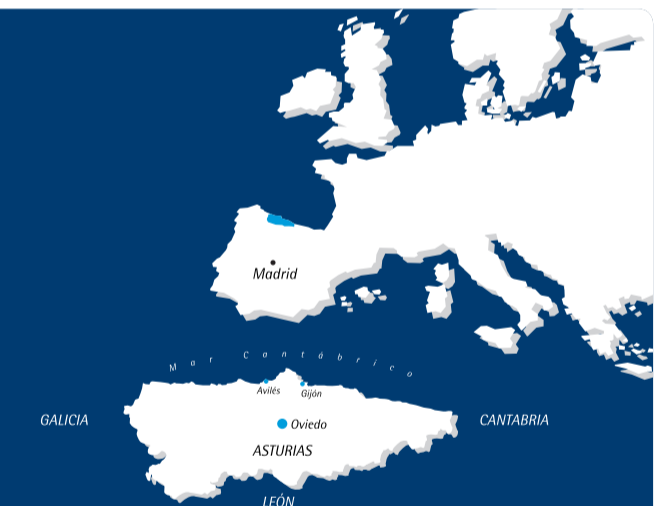 Madrid
Mar Cantábrico
Avilés
Gijón
GALICIA
Oviedo
CANTABRIA
ASTURIAS
LEÓN